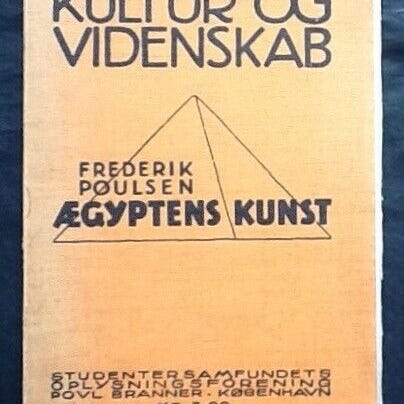 KULTUR OG
VIDENSKAB
FREDERIK
POULSEN
ÆGYPTENS KUNST
STUDENTERSAMFUNDETS
OPLYSNINGSFORENING
POVL BRANNER · KØBENHAVN